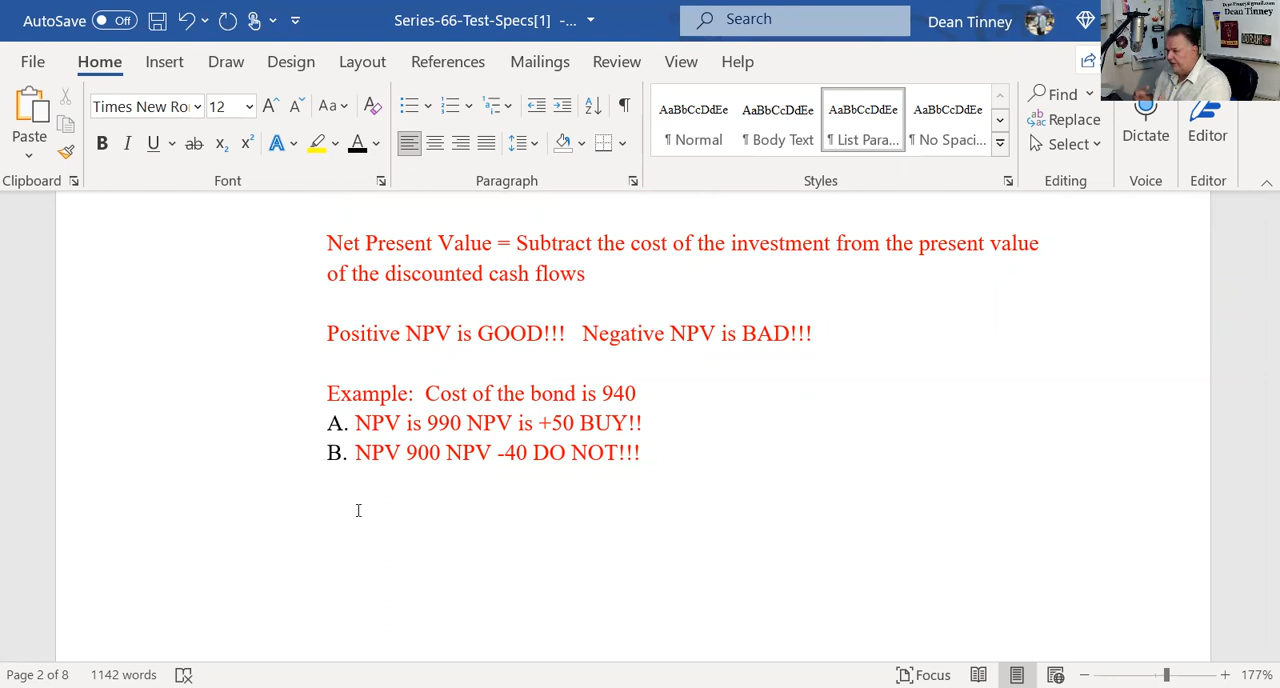 AutoSave Off Series-66-Test-Specs[1] -... Search Dean Tinney
DeanTinney@gmail.com
Dean Tinney
File Home Insert Draw Design Layout References Mailings Review View Help
Paste
Clipboard
Times New Ro 12
Font
Paragraph
AaBbCcDdEe AaBbCcDdEe AaBbCcDdEe AaBbCcDdEe
¶ Normal ¶ Body Text ¶ List Para... ¶ No Spaci...
Styles
Find
Replace
Select
Editing
Dictate
Voice
Editor
Editor
Net Present Value = Subtract the cost of the investment from the present value
of the discounted cash flows
Positive NPV is GOOD!!! Negative NPV is BAD!!!
Example: Cost of the bond is 940
A. NPV is 990 NPV is +50 BUY!!
B. NPV 900 NPV -40 DO NOT!!!
Page 2 of 8 1142 words Focus 177%